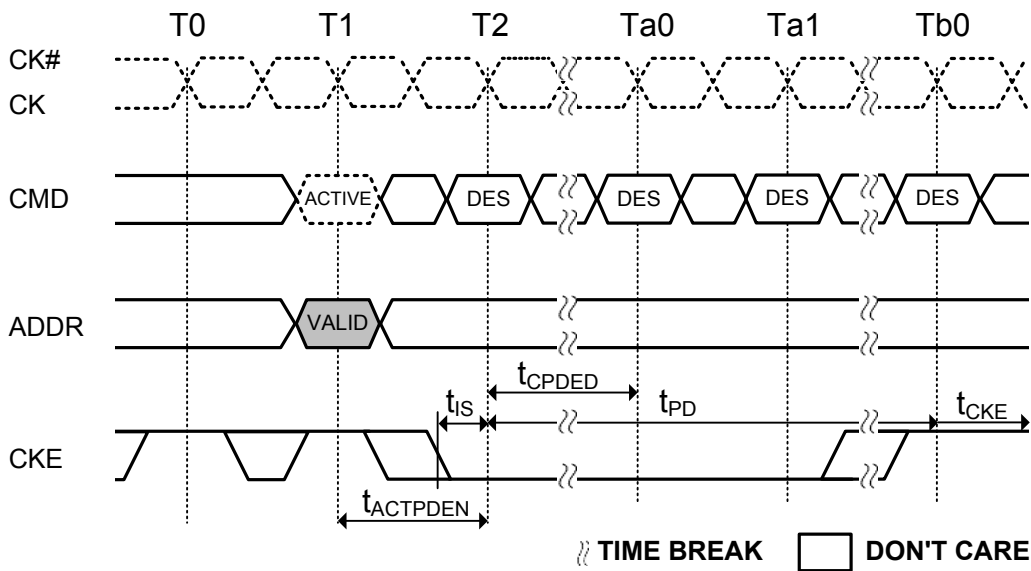 T0 T1 T2 Ta0 Ta1 Tb0
CK#
CK
CMD ACTIVE DES DES DES DES
ADDR VALID
tCPDED
tIS tPD tCKE
CKE
tACTPDEN
TIME BREAK DON'T CARE